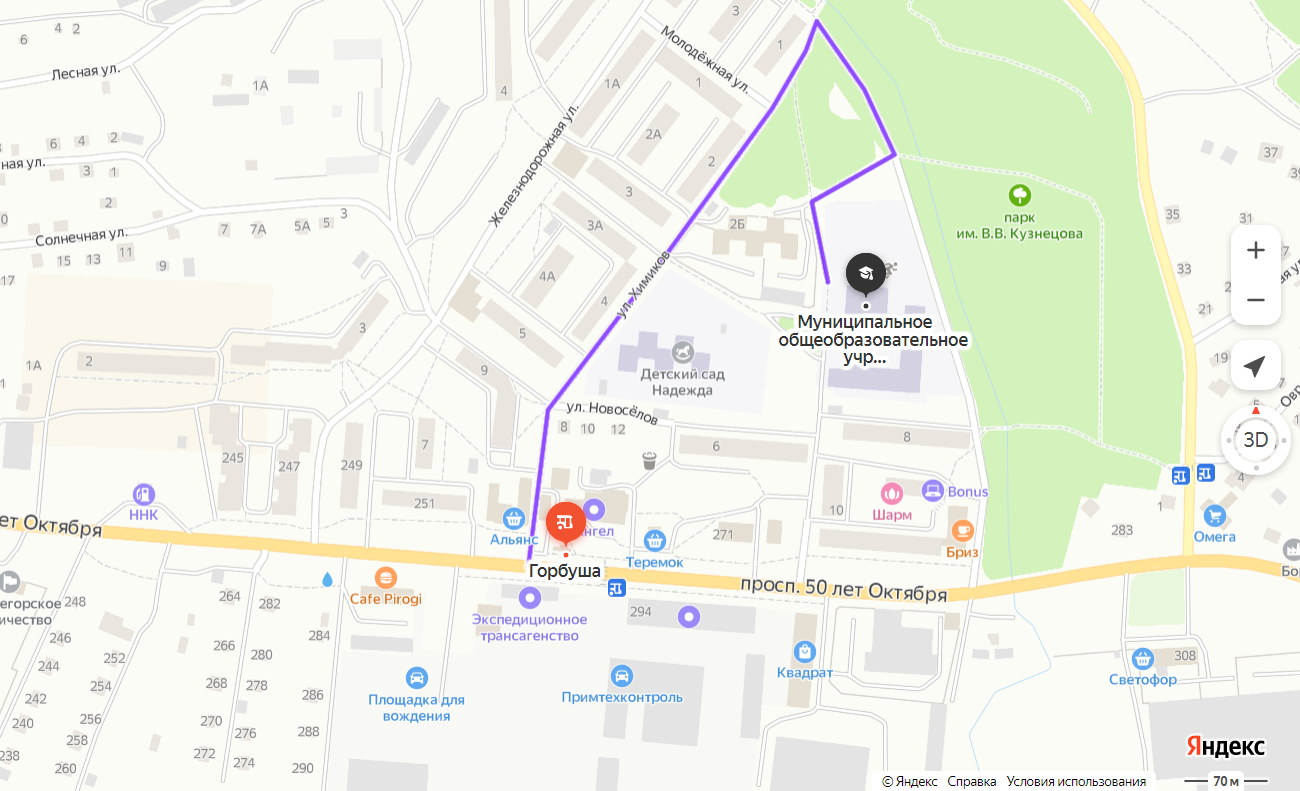 6
4
2
Лесная ул.
1А
4
3
Молодёжная ул.
1
1А
1
2А
2
3
6
4
2
ная ул.
3
1
Железнодорожная ул.
2
3
7
7А
5А
5
Солнечная ул.
15
13
11
9
17
3А
4А
4
5
ул. Химиков
2Б
парк
им. В.В. Кузнецова
37
35
31
33
21
19
5
3D
Муниципальное
общеобразовательное
учр...
Детский сад
Надежда
ул. Новосёлов
8
10
12
6
8
1А
2
3
9
7
245
247
249
251
ННК
лет Октября
Альянс
нгел
Горбуша
Теремок
271
10
Шарм
Bonus
Бриз
283
1
Омега
просп. 50 лет Октября
Cafe Pirogi
Экспедиционное
трансагенство
294
Квадрат
Примтехконтроль
Площадка для
вождения
егорское
ичество
248
246
244
242
240
238
252
254
256
258
260
264
266
268
270
272
282
280
278
276
274
284
286
288
290
Светофор
308
Яндекс
© Яндекс Справка Условия использования
70 м